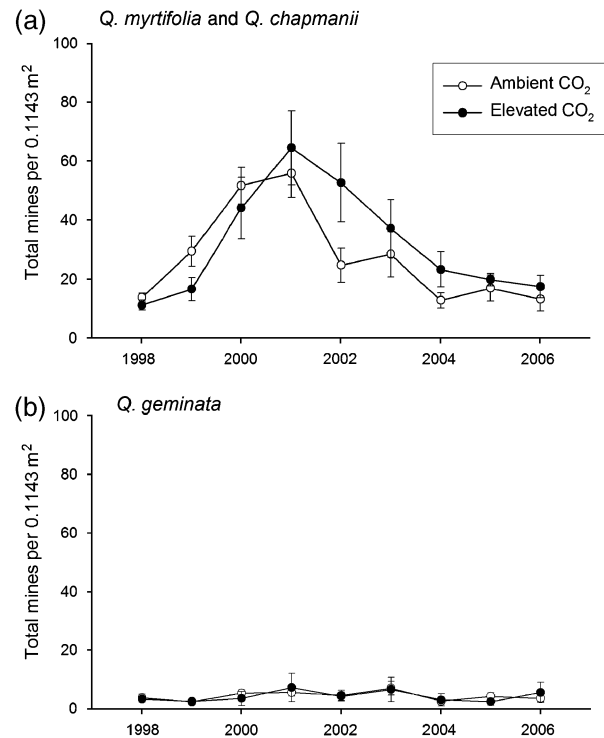 (a) Q. myrtifolia and Q. chapmanii
Total mines per 0.1143 m²
100
80
60
40
20
0
Ambient CO₂
Elevated CO₂
1998 2000 2002 2004 2006
(b) Q. geminata
Total mines per 0.1143 m²
100
80
60
40
20
0
1998 2000 2002 2004 2006